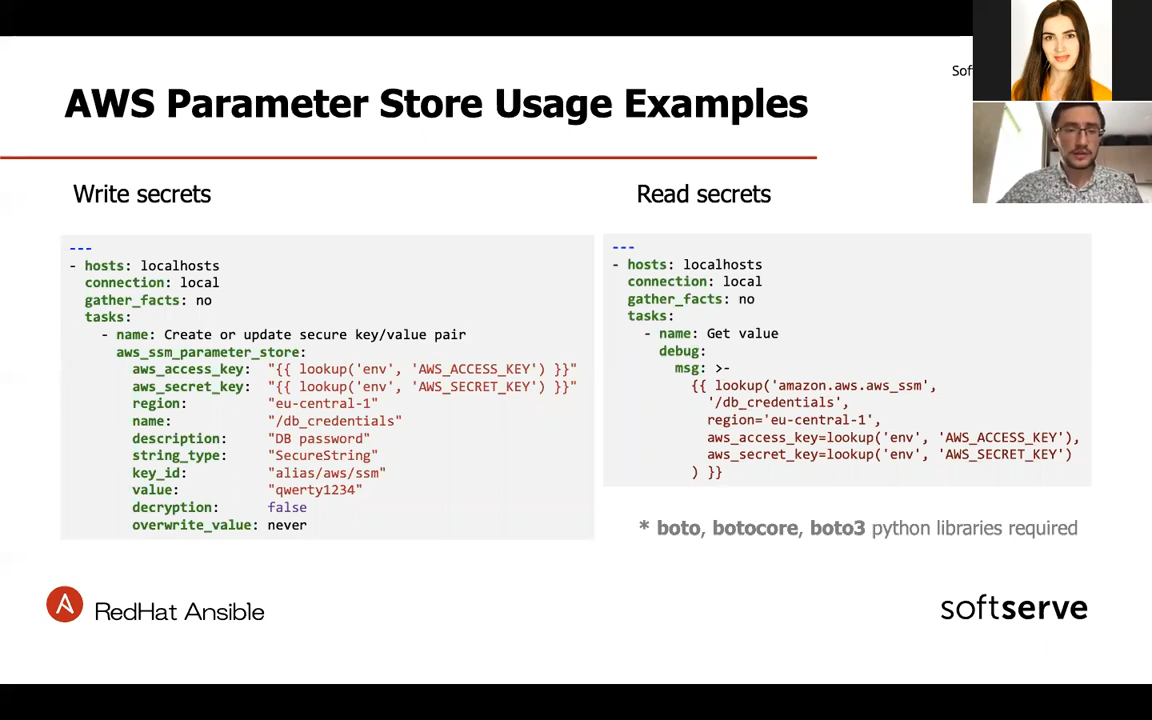 Sof
AWS Parameter Store Usage Examples
Write secrets
---
- hosts: localhosts
connection: local
gather_facts: no
tasks:
- name: Create or update secure key/value pair
aws_ssm_parameter_store:
aws_access_key: "{{ lookup('env', 'AWS_ACCESS_KEY') }}"
aws_secret_key: "{{ lookup('env', 'AWS_SECRET_KEY') }}"
region: "eu-central-1"
name: "/db_credentials"
description: "DB password"
string_type: "SecureString"
key_id: "alias/aws/ssm"
value: "qwerty1234"
decryption: false
overwrite_value: never
Read secrets
---
- hosts: localhosts
connection: local
gather_facts: no
tasks:
- name: Get value
debug:
msg: >-
{{ lookup('amazon.aws.aws_ssm',
'/db_credentials',
region='eu-central-1',
aws_access_key=lookup('env', 'AWS_ACCESS_KEY'),
aws_secret_key=lookup('env', 'AWS_SECRET_KEY')
) }}
* boto, botocore, boto3 python libraries required
RedHat Ansible
softserve